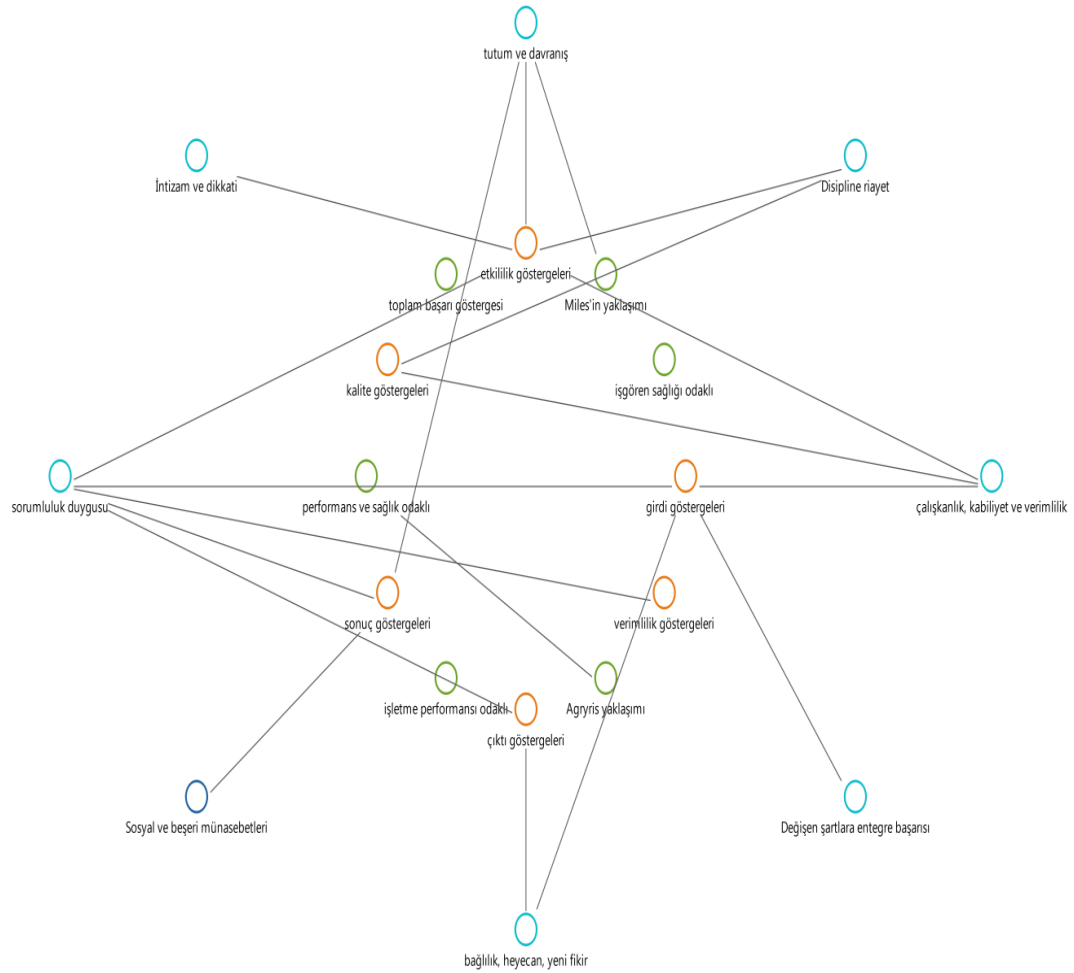 tutum ve davranış
İntizam ve dikkati
Disipline riayet
etkililik göstergeleri
toplam başarı göstergesi
Miles'in yaklaşımı
kalite göstergeleri
işgören sağlığı odaklı
sorumluluk duygusu
performans ve sağlık odaklı
girdi göstergeleri
çalışkanlık, kabiliyet ve verimlilik
sonuç göstergeleri
verimlilik göstergeleri
işletme performansı odaklı
Agryris yaklaşımı
çıktı göstergeleri
Sosyal ve beşeri münasebetleri
Değişen şartlara entegre başarısı
bağlılık, heyecan, yeni fikir